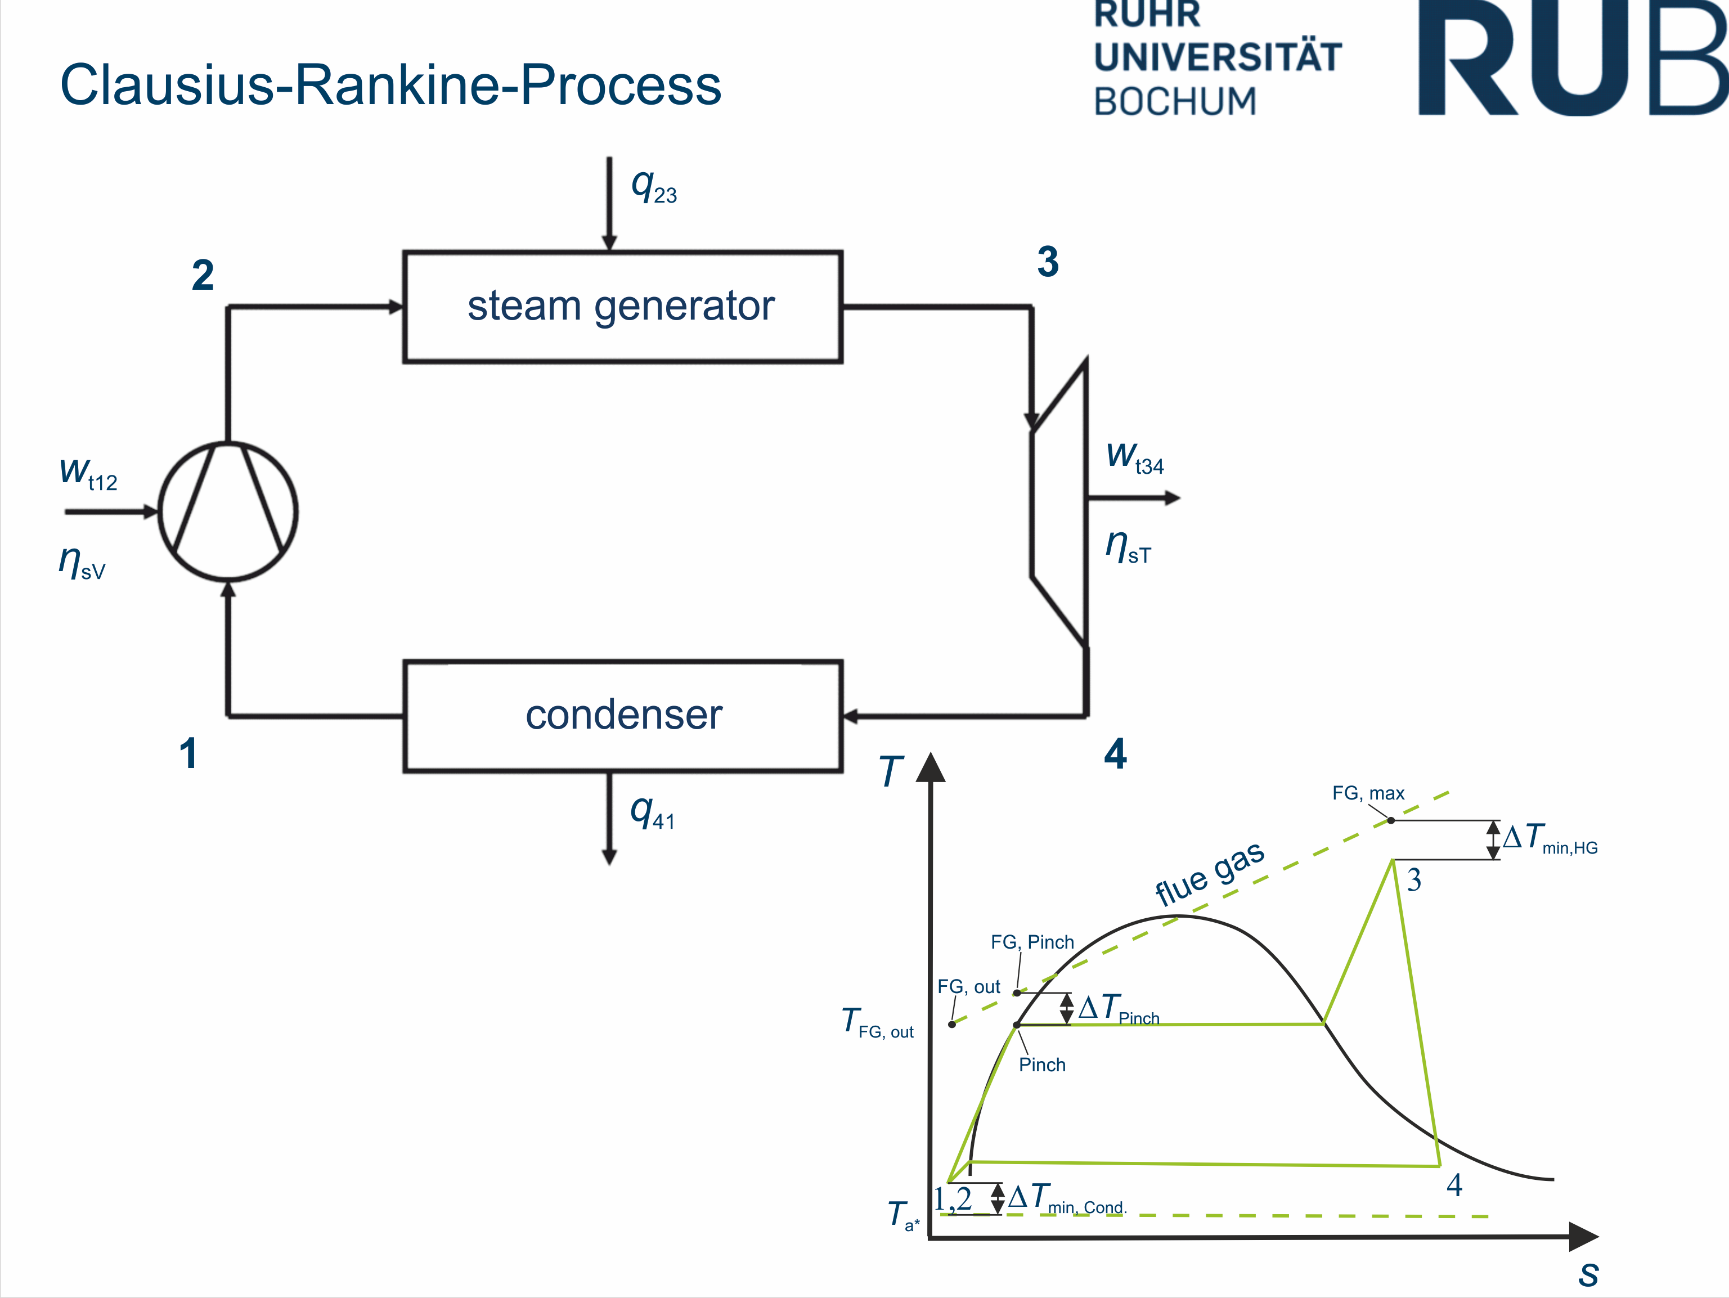 RUHR
UNIVERSITÄT
BOCHUM
RUB
Clausius-Rankine-Process
q23
2
3
steam generator
wt12
ηsV
wt34
ηsT
condenser
1
4
q41
T
FG, max
ΔTmin,HG
3
flue gas
FG, Pinch
FG, out
ΔTPinch
TFG, out
Pinch
1,2
ΔTmin, Cond.
4
Ta*
s